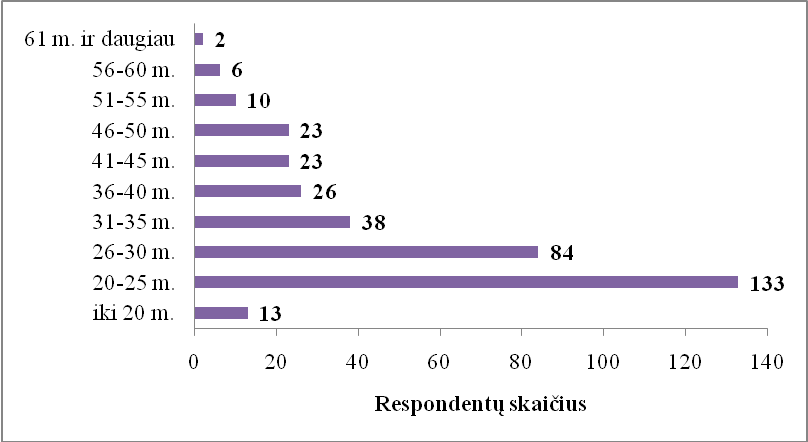 61 m. ir daugiau 2
56-60 m. 6
51-55 m. 10
46-50 m. 23
41-45 m. 23
36-40 m. 26
31-35 m. 38
26-30 m. 84
20-25 m. 133
iki 20 m. 13
0 20 40 60 80 100 120 140
Respondentų skaičius